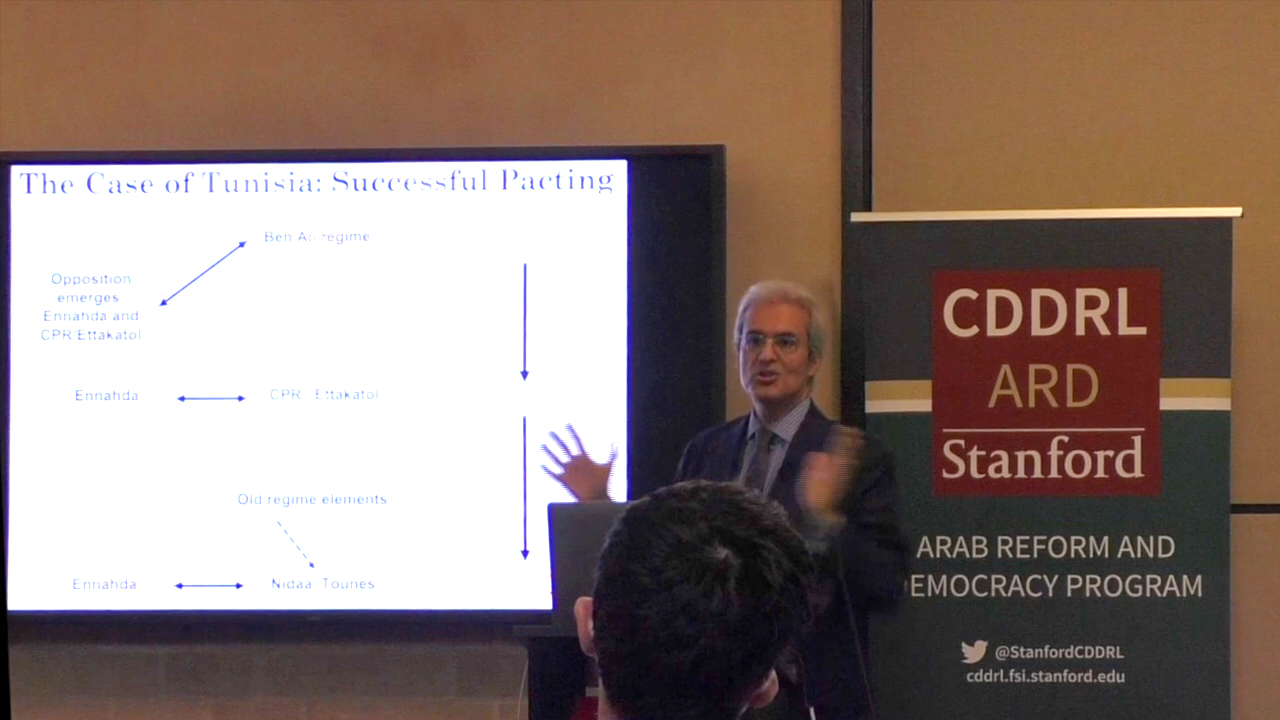 The Case of Tunisia: Successful Pacting
Ben Ali regime
Opposition
emerges
Ennahda and
CPR/Ettakatol
Ennahda
CPR Ettakatol
Old regime elements
Ennahda
Nidaa Tounes
CDDRL
ARD
Stanford
ARAB REFORM AND
EMOCRACY PROGRAM
@StanfordCDDRL
cddrl.fsi.stanford.edu